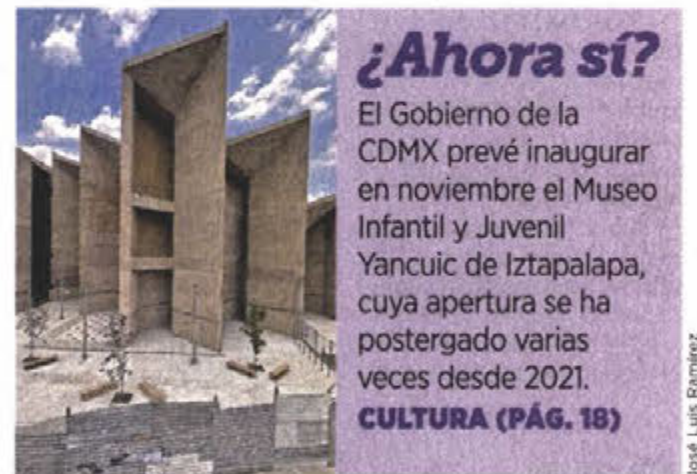 ¿Ahora sí?
El Gobierno de la
CDMX prevé inaugurar
en noviembre el Museo
Infantil y Juvenil
Yancuic de Iztapalapa,
cuya apertura se ha
postergado varias
veces desde 2021.
CULTURA (PÁG. 18)
José Luis Ramírez